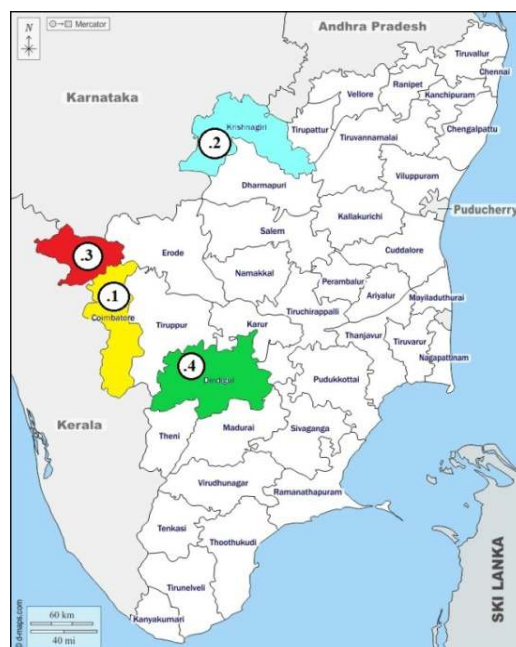 N
Mercator
Andhra Pradesh
Karnataka
Tiruvallur
Chennai
Ranipet
Vellore
Kanchipuram
Krishnagiri
Tirupattur
Chengalpattu
.2
Tiruvannamalai
Dharmapuri
Viluppuram
Kallakurichi
Puducherry
Salem
.3
Erode
Cuddalore
Namakkal
Perambalur
.1
Ariyalur
Mayiladuthurai
Coimbatore
Tiruchirappalli
Tiruppur
Karur
Thanjavur
Tiruvarur
Nagapattinam
.4
Dindigul
Pudukkottai
Kerala
Theni
Madurai
Sivaganga
Virudhunagar
Ramanathapuram
Tenkasi
Thoothukudi
Tirunelveli
Kanyakumari
SKI LANKA
60 km
40 mi
© d-maps.com